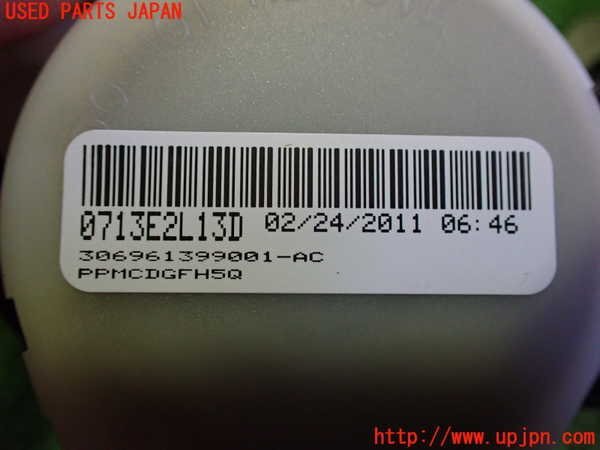 USED PARTS JAPAN
0713E2L13D 02/24/2011 06:46
306961399001-AC
PPMCDGFH5Q
http://www.upjpn.com/